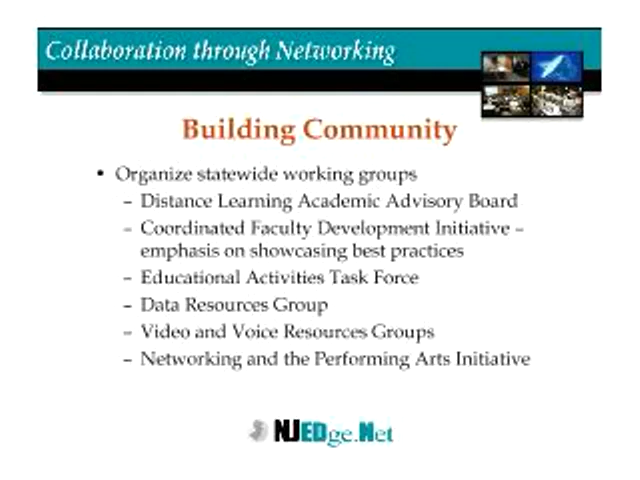 Collaboration through Networking
Building Community
• Organize statewide working groups
– Distance Learning Academic Advisory Board
– Coordinated Faculty Development Initiative –
emphasis on showcasing best practices
– Educational Activities Task Force
– Data Resources Group
– Video and Voice Resources Groups
– Networking and the Performing Arts Initiative
NJEDge.Net